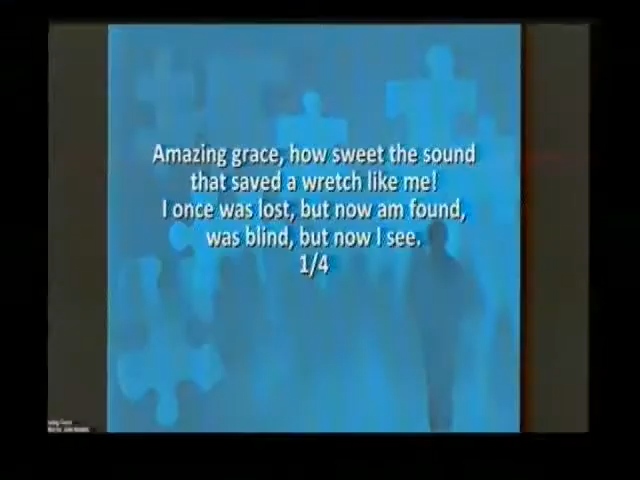 Amazing grace, how sweet the sound
that saved a wretch like me!
I once was lost, but now am found,
was blind, but now I see.
1/4